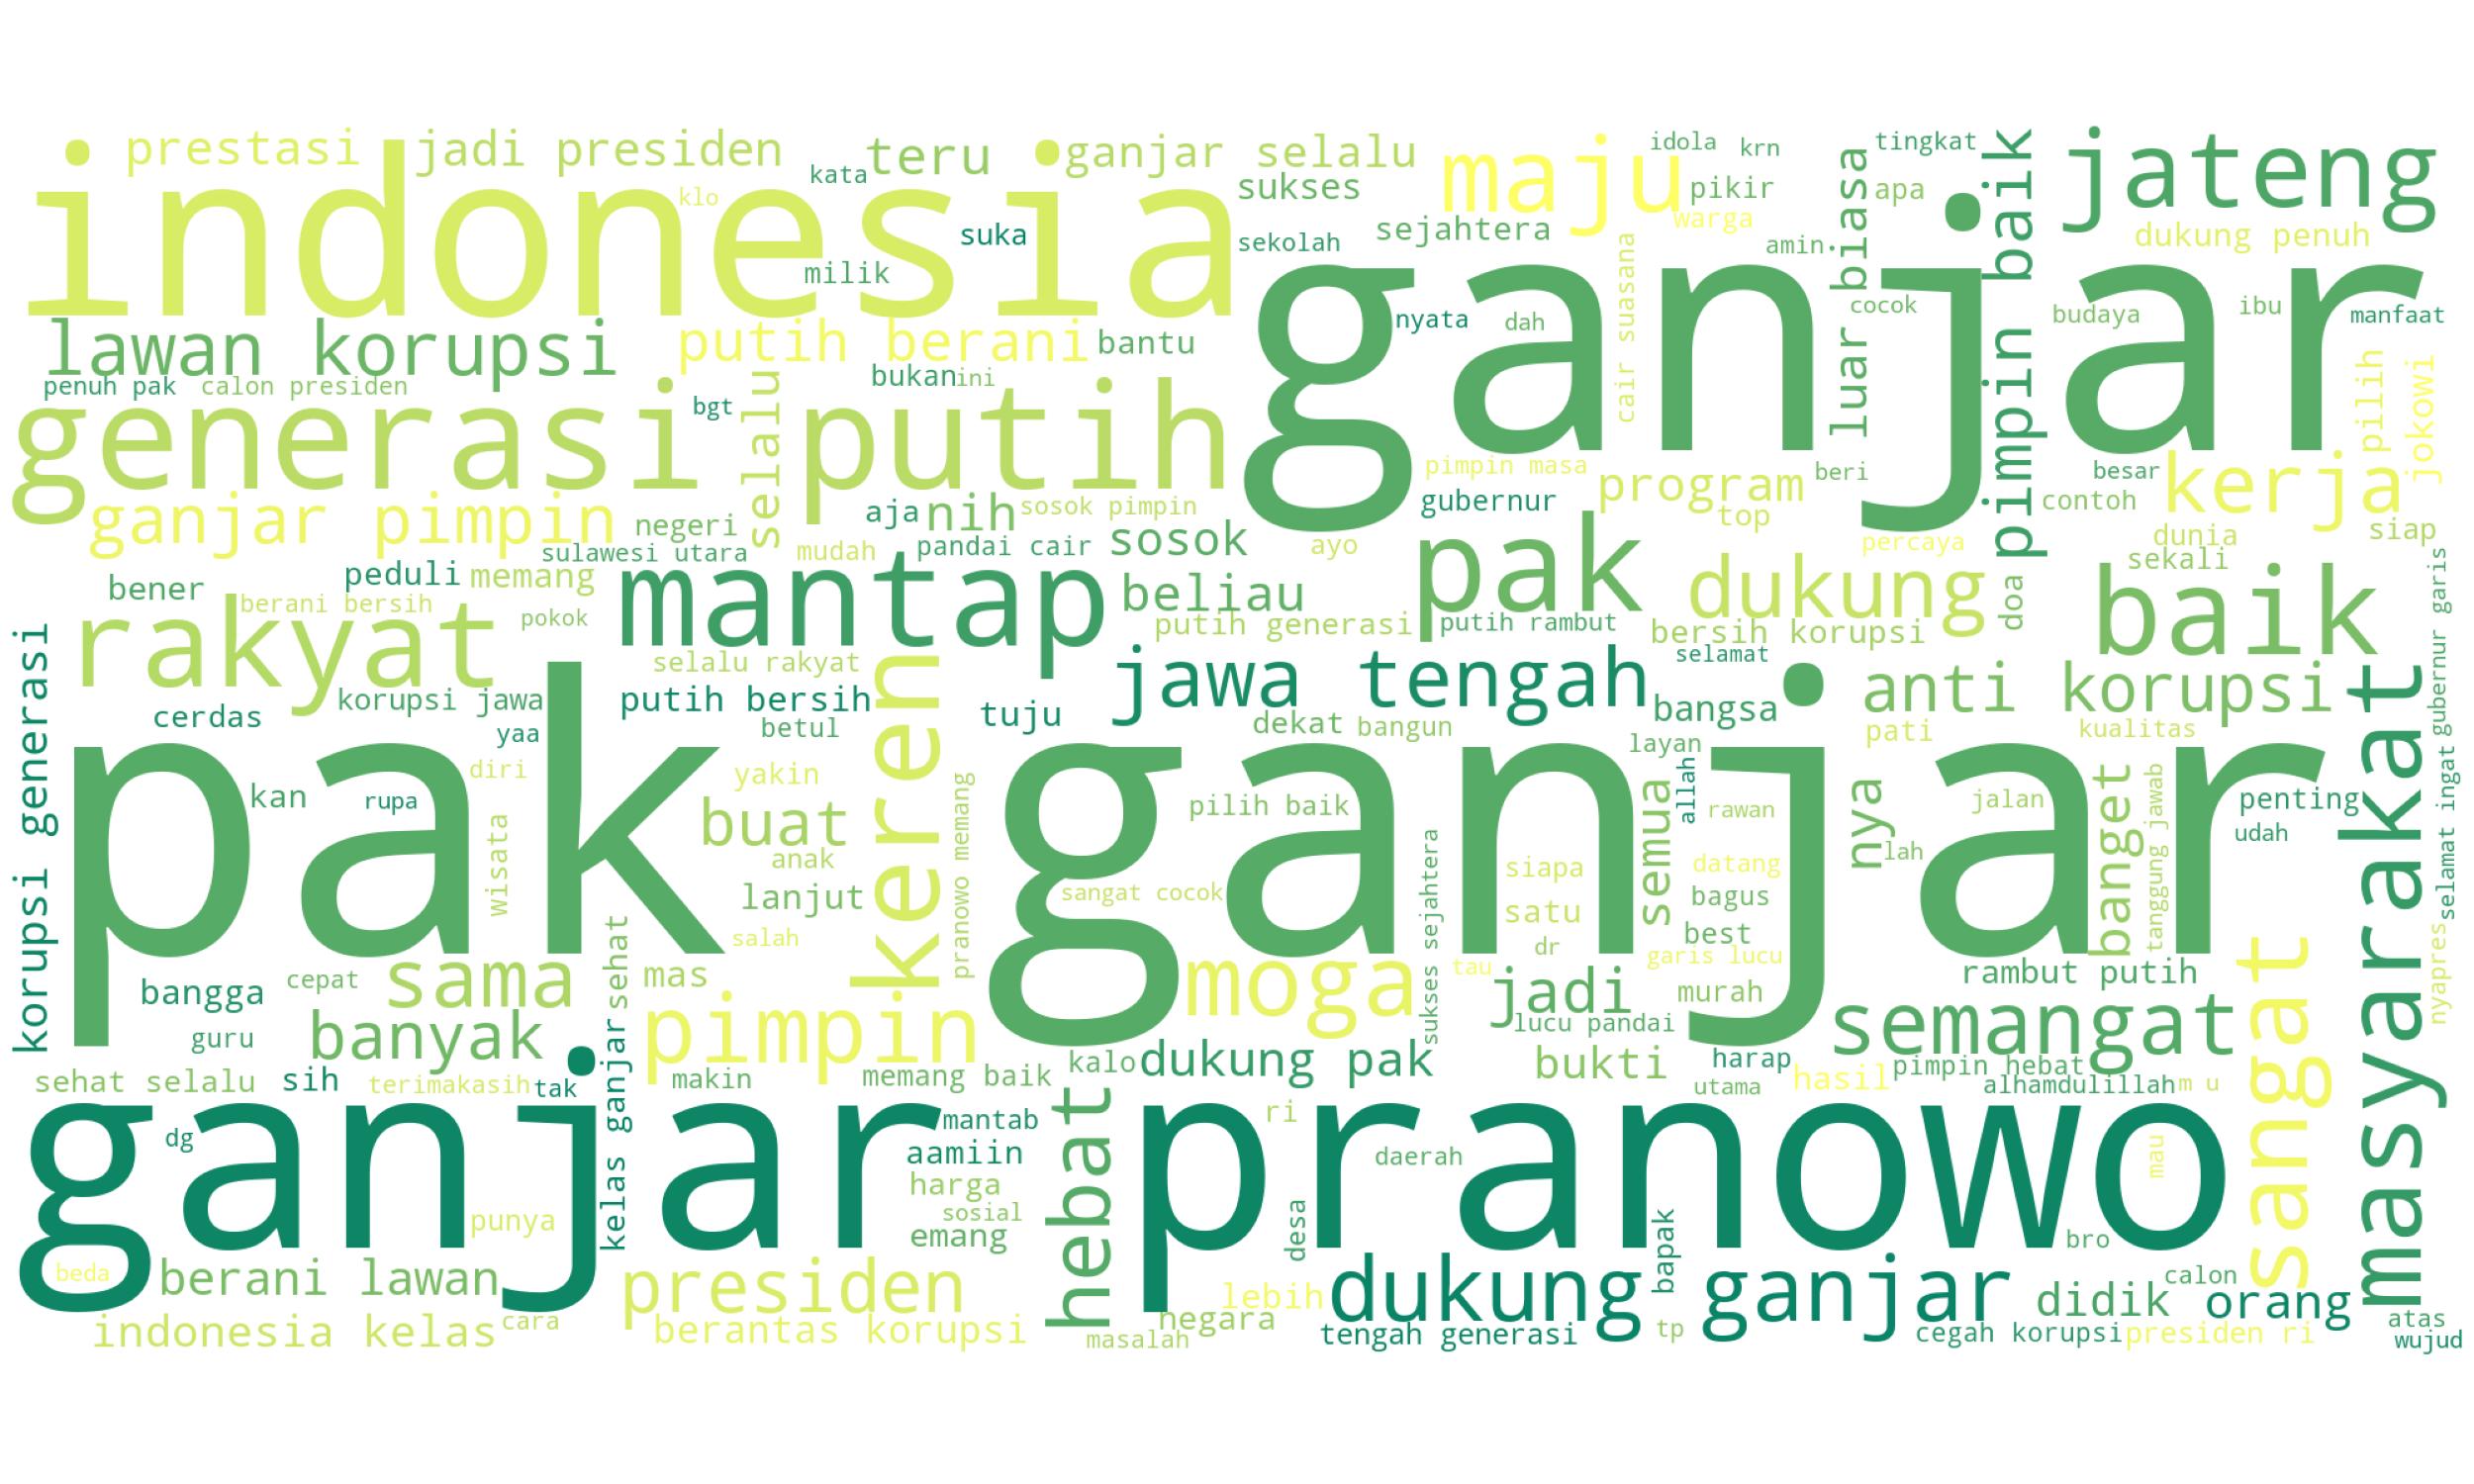 prestasi
jadi presiden
teru
ganjar selalu
maju
idola
krn
tingkat
jateng
indonesia
kata
klo
sukses
pikir
apa
warga
suka
sekolah
sejahtera
amin
dukung penuh
milik
ganjar
pimpin baik
luar biasa
cair suasana
cocok
budaya
ibu
manfaat
nyata
dah
lawan korupsi
putih berani
bantu
bukan
ini
penuh pak
calon presiden
generasi
bgt
selalu
putih
pilih
jokowi
pimpin masa
program
beri
besar
kerja
gubernur
top
contoh
ganjar pimpin
negeri
aja
nih
sosok pimpin
sosok
ayo
pak
percaya
dunia
siap
sulawesi utara
mudah
pandai cair
sekali
bener
peduli
memang
mantap
beliau
dukung
doa
baik
gubernur garis
berani bersih
pokok
putih generasi
putih rambut
bersih korupsi
rakyat
selalu rakyat
keren
jawa tengah
selamat
anti korupsi
masyarakat
korupsi generasi
korupsi jawa
putih bersih
tuju
bangsa
cerdas
yaa
betul
dekat
bangun
layan
pati
kualitas
pak ganjar
diri
yakin
kan
rupa
buat
pranowo memang
pilih baik
semua
allah
rawan
nya
jalan
banget
tanggung jawab
penting
udah
selamat ingat
wisata
anak
lanjut
sangat cocok
sukses sejahtera
siapa
datang
lah
satu
bagus
salah
dr
best
garis lucu
sehat
bangga
cepat
sama
mas
moga
tau
jadi
murah
rambut putih
sangat
nyapres
guru
banyak
pimpin
lucu pandai
semangat
sehat selalu
sih
terimakasih
tak
kelas ganjar
makin
memang baik
kalo
dukung pak
bukti
harap
utama
hasil
pimpin hebat
alhamdulillah
m u
ganjar pranowo
dg
mantab
hebat
ri
aamiin
daerah
mau
harga
punya
sosial
emang
desa
bapak
bro
beda
berani lawan
presiden
lebih
dukung ganjar
didik
calon
orang
indonesia kelas
cara
berantas korupsi
masalah
negara
tengah generasi
tp
cegah korupsi
presiden ri
atas
wujud